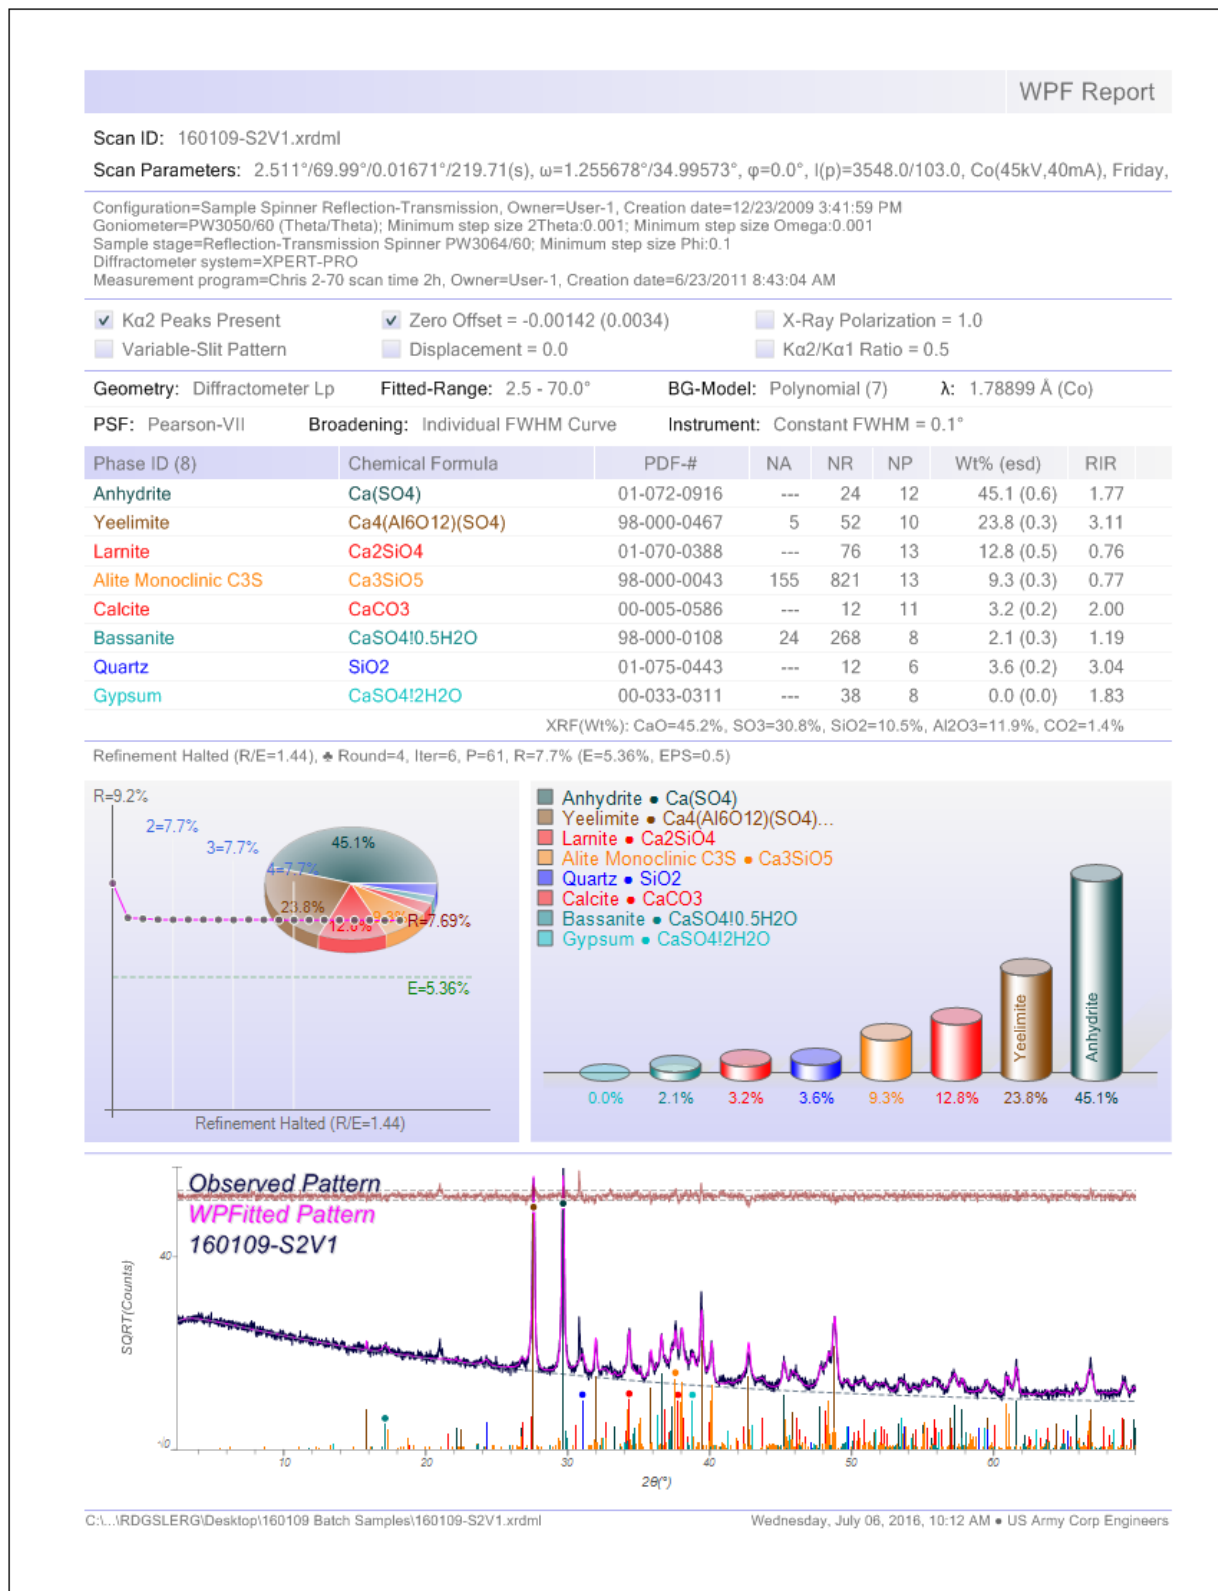 WPF Report
Scan ID: 160109-S2V1.xrdml
Scan Parameters: 2.511°/69.99°/0.01671°/219.71(s), ω=1.255678°/34.99573°, φ=0.0°, I(p)=3548.0/103.0, Co(45kV,40mA), Friday,
Configuration=Sample Spinner Reflection-Transmission, Owner=User-1, Creation date=12/23/2009 3:41:59 PM
Goniometer=PW3050/60 (Theta/Theta); Minimum step size 2Theta:0.001; Minimum step size Omega:0.001
Sample stage=Reflection-Transmission Spinner PW3064/60; Minimum step size Phi:0.1
Diffractometer system=XPERT-PRO
Measurement program=Chris 2-70 scan time 2h, Owner=User-1, Creation date=6/23/2011 8:43:04 AM
Kα2 Peaks Present Zero Offset = -0.00142 (0.0034) X-Ray Polarization = 1.0
Variable-Slit Pattern Displacement = 0.0 Kα2/Kα1 Ratio = 0.5
Geometry: Diffractometer Lp Fitted-Range: 2.5 - 70.0° BG-Model: Polynomial (7) λ: 1.78899 Å (Co)
PSF: Pearson-VII Broadening: Individual FWHM Curve Instrument: Constant FWHM = 0.1°
Phase ID (8) Chemical Formula PDF-# NA NR NP Wt% (esd) RIR
Anhydrite Ca(SO4) 01-072-0916 --- 24 12 45.1 (0.6) 1.77
Yeelimite Ca4(Al6O12)(SO4) 98-000-0467 5 52 10 23.8 (0.3) 3.11
Larnite Ca2SiO4 01-070-0388 --- 76 13 12.8 (0.5) 0.76
Alite Monoclinic C3S Ca3SiO5 98-000-0043 155 821 13 9.3 (0.3) 0.77
Calcite CaCO3 00-005-0586 --- 12 11 3.2 (0.2) 2.00
Bassanite CaSO4!0.5H2O 98-000-0108 24 268 8 2.1 (0.3) 1.19
Quartz SiO2 01-075-0443 --- 12 6 3.6 (0.2) 3.04
Gypsum CaSO4!2H2O 00-033-0311 --- 38 8 0.0 (0.0) 1.83
XRF(Wt%): CaO=45.2%, SO3=30.8%, SiO2=10.5%, Al2O3=11.9%, CO2=1.4%
Refinement Halted (R/E=1.44), ♣ Round=4, Iter=6, P=61, R=7.7% (E=5.36%, EPS=0.5)
R=9.2%
2=7.7%
3=7.7%
4=7.7%
45.1%
23.8%
12.8%
9.3%
R=7.69%
E=5.36%
Refinement Halted (R/E=1.44)
Anhydrite ● Ca(SO4)
Yeelimite ● Ca4(Al6O12)(SO4)...
Larnite ● Ca2SiO4
Alite Monoclinic C3S ● Ca3SiO5
Quartz ● SiO2
Calcite ● CaCO3
Bassanite ● CaSO4!0.5H2O
Gypsum ● CaSO4!2H2O
Yeelimite
Anhydrite
0.0% 2.1% 3.2% 3.6% 9.3% 12.8% 23.8% 45.1%
Observed Pattern
WPFitted Pattern
160109-S2V1
SQRT(Counts)
40
10 20 30 40 50 60
2θ(°)
C:\...\RDGSLERG\Desktop\160109 Batch Samples\160109-S2V1.xrdml Wednesday, July 06, 2016, 10:12 AM ● US Army Corp Engineers